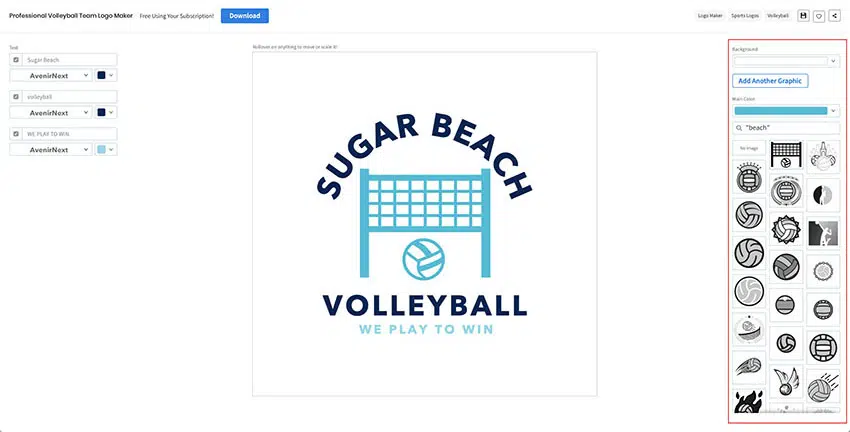 Professional Volleyball Team Logo Maker
Free Using Your Subscription!
Download
Logo Maker
Sports Logos
Volleyball
Text
Sugar Beach
AvenirNext
volleyball
AvenirNext
WE PLAY TO WIN
AvenirNext
Rollover on anything to move or scale it!
SUGAR BEACH
VOLLEYBALL
WE PLAY TO WIN
Background
Add Another Graphic
Main Color
"beach"
No Image